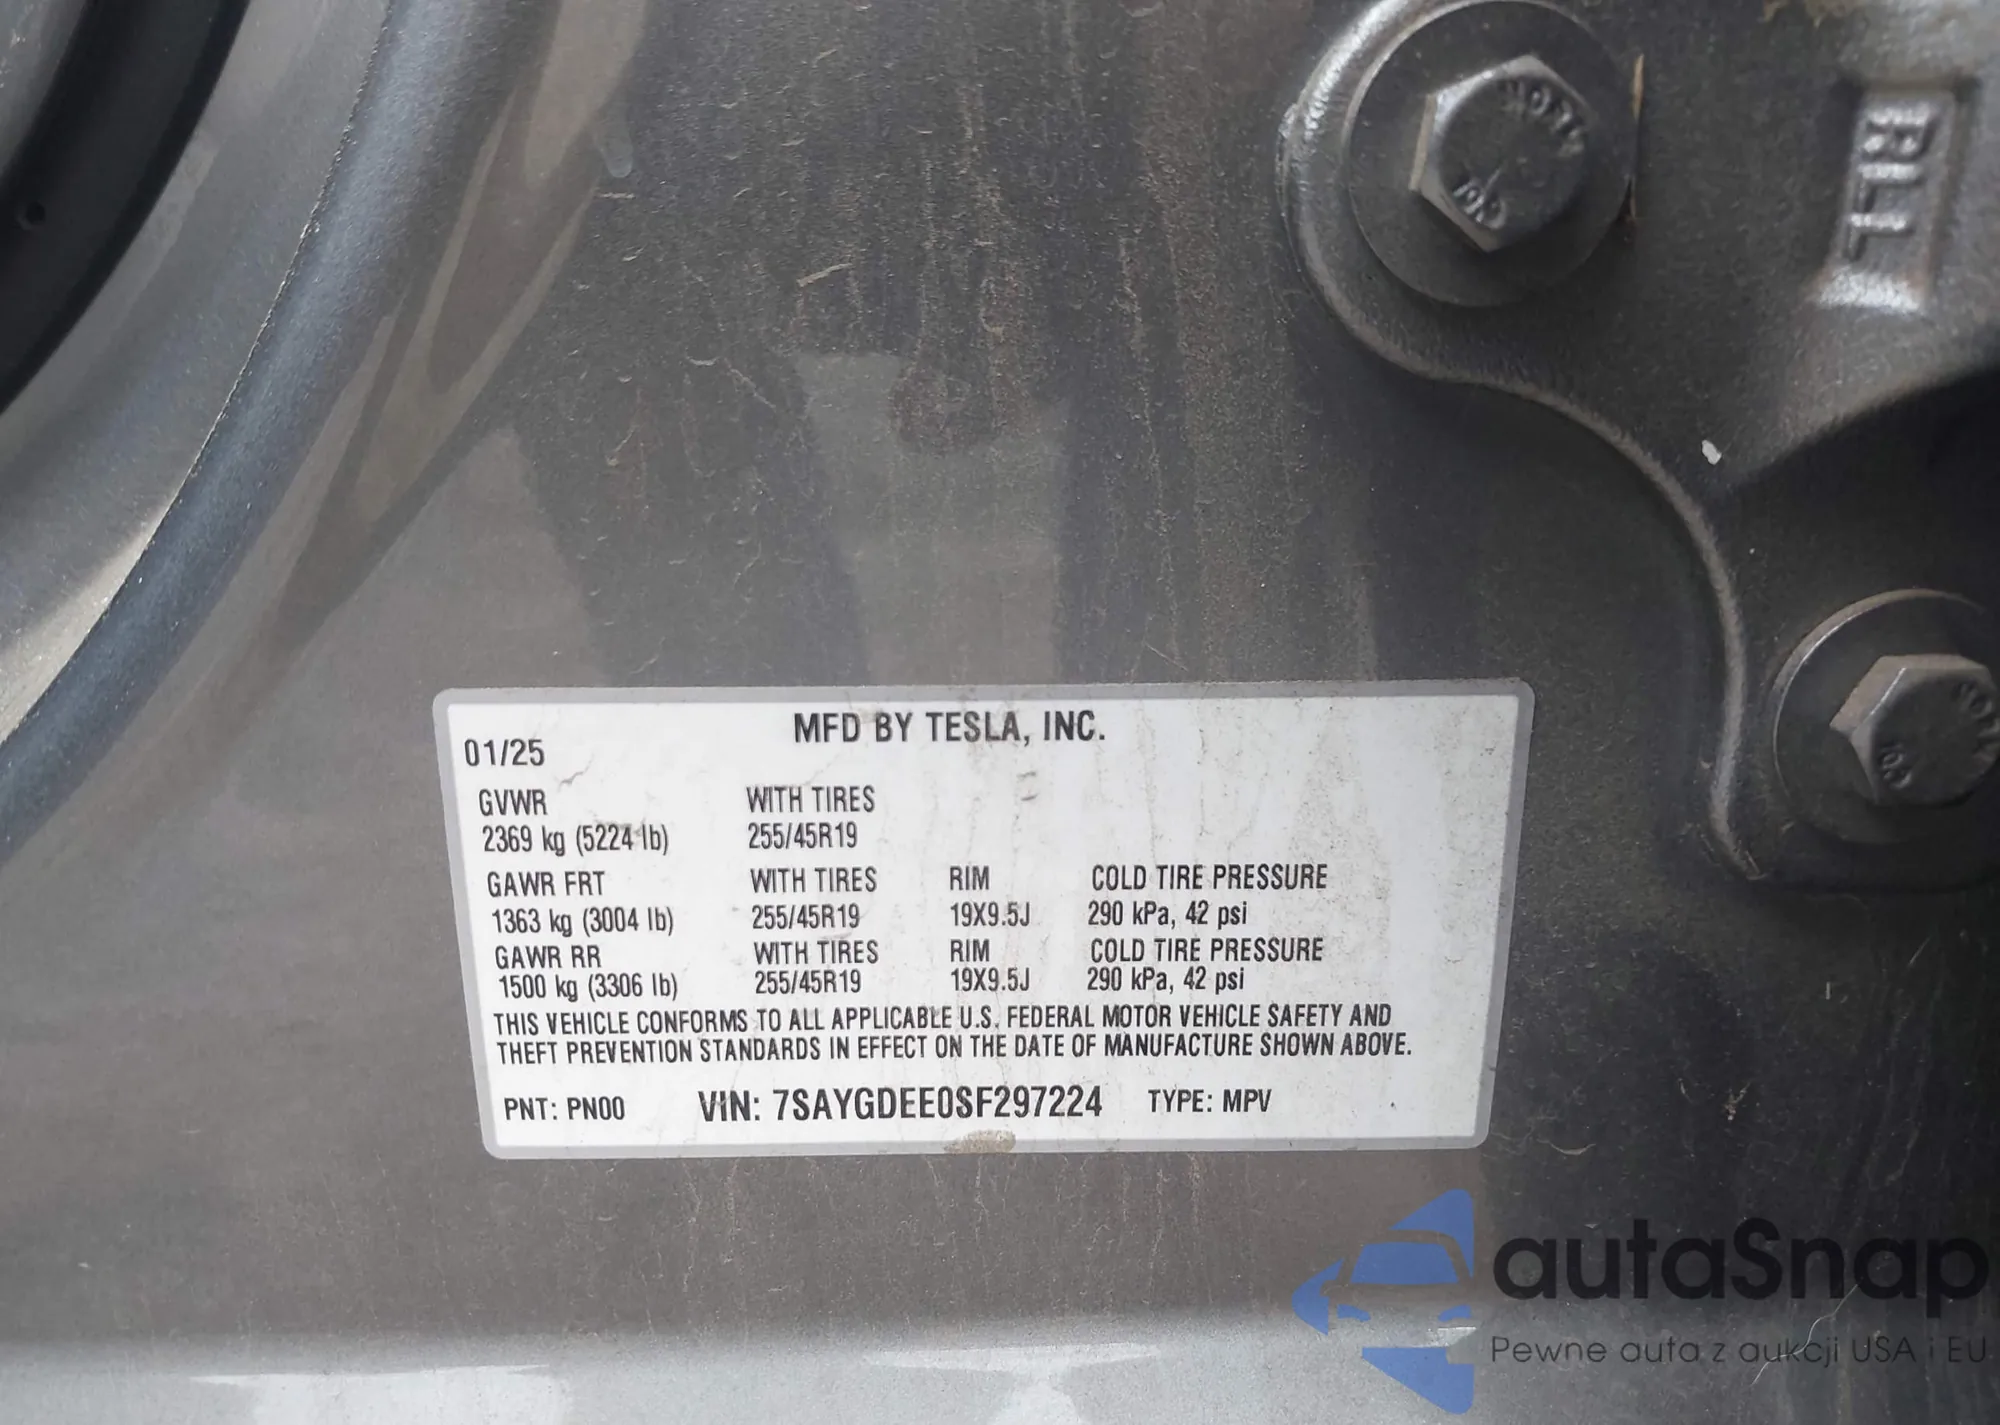 RLL
MFD BY TESLA, INC.
01/25
GVWR WITH TIRES
2369 kg (5224 lb) 255/45R19
GAWR FRT WITH TIRES RIM COLD TIRE PRESSURE
1363 kg (3004 lb) 255/45R19 19X9.5J 290 kPa, 42 psi
GAWR RR WITH TIRES RIM COLD TIRE PRESSURE
1500 kg (3306 lb) 255/45R19 19X9.5J 290 kPa, 42 psi
THIS VEHICLE CONFORMS TO ALL APPLICABLE U.S. FEDERAL MOTOR VEHICLE SAFETY AND
THEFT PREVENTION STANDARDS IN EFFECT ON THE DATE OF MANUFACTURE SHOWN ABOVE.
PNT: PN00 VIN: 7SAYGDEE0SF297224 TYPE: MPV
autaSnap
Pewne auta z aukcji USA i EU